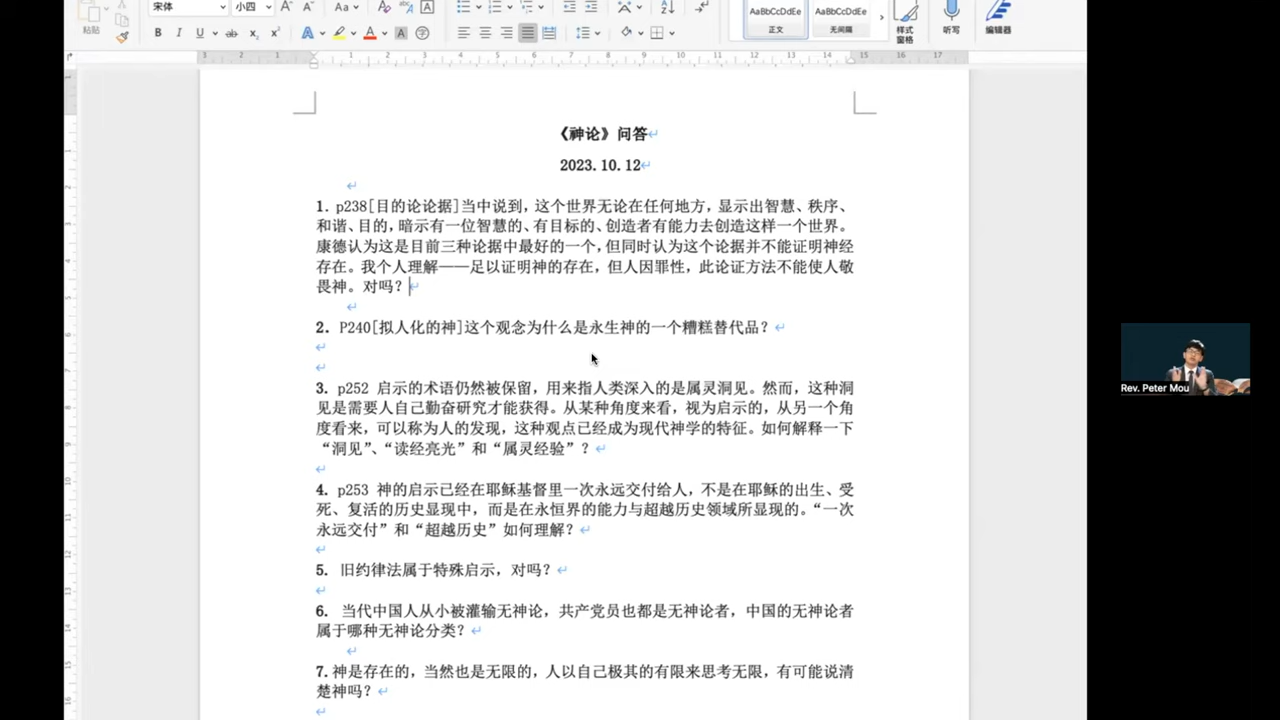 粘贴
宋体
小四
Aa
B I U ab x x A A A
AaBbCcDdEe
正文
AaBbCcDdEe
无间隔
样式
窗格
听写
编辑器
《神论》问答
2023.10.12
1. p238[目的论论据]当中说到，这个世界无论在任何地方，显示出智慧、秩序、
和谐、目的，暗示有一位智慧的、有目标的、创造者有能力去创造这样一个世界。
康德认为这是目前三种论据中最好的一个，但同时认为这个论据并不能证明神经
存在。我个人理解——足以证明神的存在，但人因罪性，此论证方法不能使人敬
畏神。对吗？
2. P240[拟人化的神]这个观念为什么是永生神的一个糟糕替代品？
3. p252 启示的术语仍然被保留，用来指人类深入的是属灵洞见。然而，这种洞
见是需要人自己勤奋研究才能获得。从某种角度来看，视为启示的，从另一个角
度看来，可以称为人的发现，这种观点已经成为现代神学的特征。如何解释一下
“洞见”、“读经亮光”和“属灵经验”？
4. p253 神的启示已经在耶稣基督里一次永远交付给人，不是在耶稣的出生、受
死、复活的历史显现中，而是在永恒界的能力与超越历史领域所显现的。“一次
永远交付”和“超越历史”如何理解？
5. 旧约律法属于特殊启示，对吗？
6. 当代中国人从小被灌输无神论，共产党员也都是无神论者，中国的无神论者
属于哪种无神论分类？
7. 神是存在的，当然也是无限的，人以自己极其的有限来思考无限，有可能说清
楚神吗？
Rev. Peter Mou